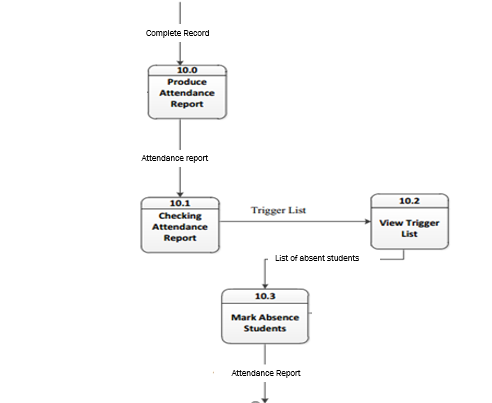 Complete Record
10.0
Produce
Attendance
Report
Attendance report
10.1
Checking
Attendance
Report
Trigger List
10.2
View Trigger
List
List of absent students
10.3
Mark Absence
Students
Attendance Report